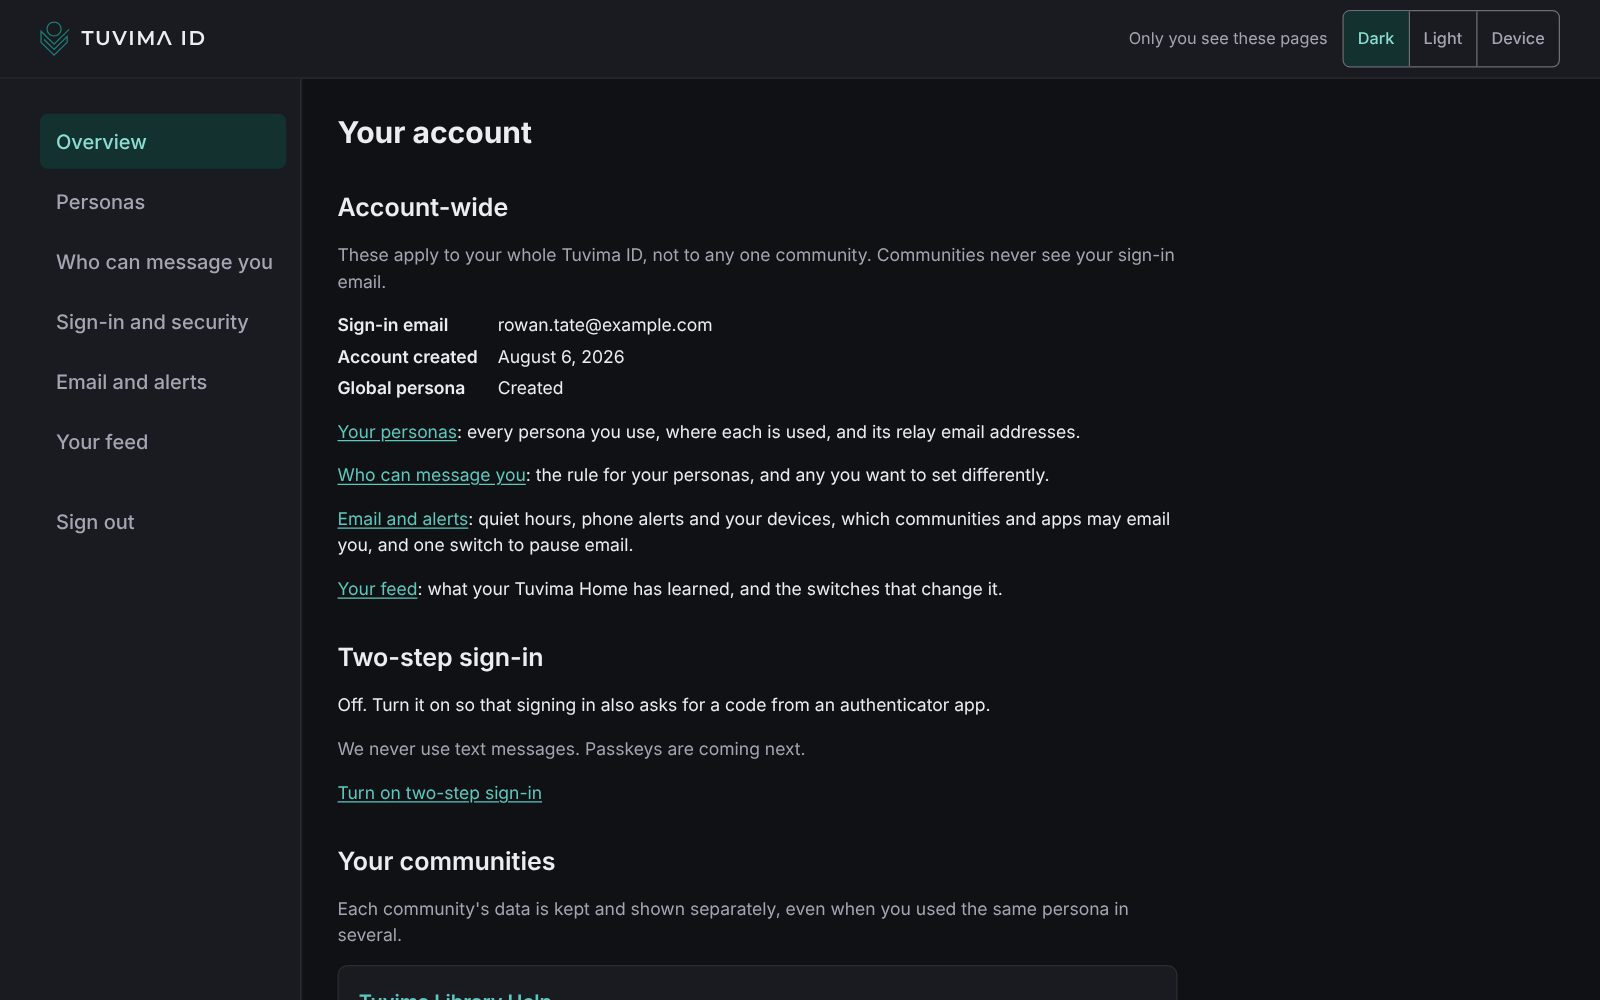 TUVIMA ID
Only you see these pages
Dark
Light
Device
Overview
Personas
Who can message you
Sign-in and security
Email and alerts
Your feed
Sign out
Your account
Account-wide
These apply to your whole Tuvima ID, not to any one community. Communities never see your sign-in
email.
Sign-in email rowan.tate@example.com
Account created August 6, 2026
Global persona Created
Your personas: every persona you use, where each is used, and its relay email addresses.
Who can message you: the rule for your personas, and any you want to set differently.
Email and alerts: quiet hours, phone alerts and your devices, which communities and apps may email
you, and one switch to pause email.
Your feed: what your Tuvima Home has learned, and the switches that change it.
Two-step sign-in
Off. Turn it on so that signing in also asks for a code from an authenticator app.
We never use text messages. Passkeys are coming next.
Turn on two-step sign-in
Your communities
Each community's data is kept and shown separately, even when you used the same persona in
several.
Tuvima Library Help